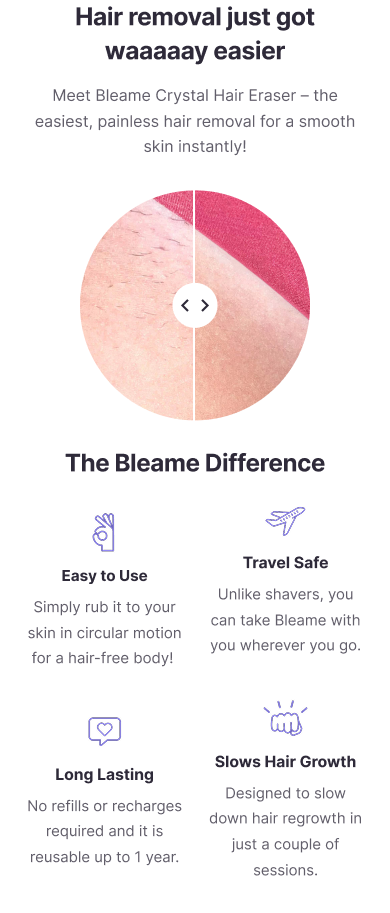 Hair removal just got
waaaaay easier
Meet Bleame Crystal Hair Eraser – the
easiest, painless hair removal for a smooth
skin instantly!
The Bleame Difference
Easy to Use
Simply rub it to your
skin in circular motion
for a hair-free body!
Travel Safe
Unlike shavers, you
can take Bleame with
you wherever you go.
Long Lasting
No refills or recharges
required and it is
reusable up to 1 year.
Slows Hair Growth
Designed to slow
down hair regrowth in
just a couple of
sessions.